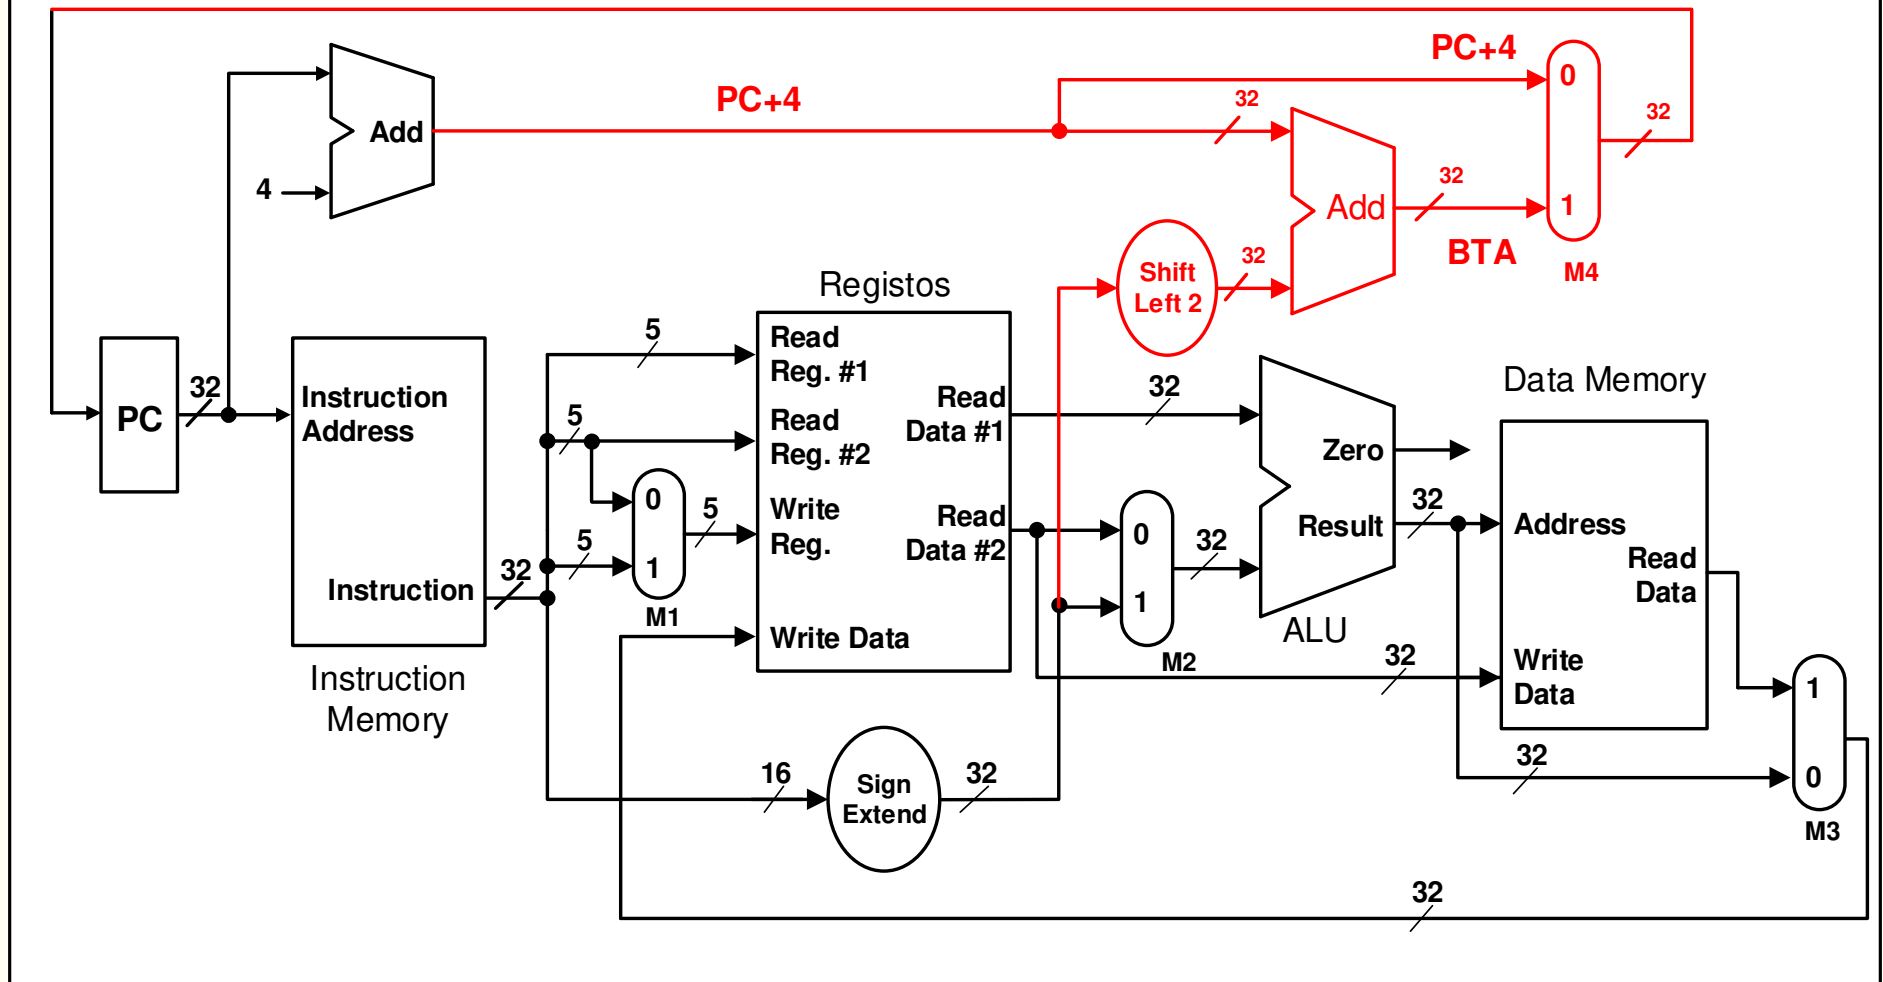 PC+4
PC+4
0
32
32
Add
32
Add
4
32
1
BTA
M4
Shift
Left 2
32
Registos
PC
32
Instruction
Address
Instruction
32
Instruction
Memory
5
5
5
0
1
M1
5
Read
Reg. #1
Read
Reg. #2
Write
Reg.
Write Data
Read
Data #1
Read
Data #2
32
0
1
M2
32
Zero
Result
ALU
32
Data Memory
Address
Read
Data
Write
Data
32
32
1
0
M3
16
Sign
Extend
32
32